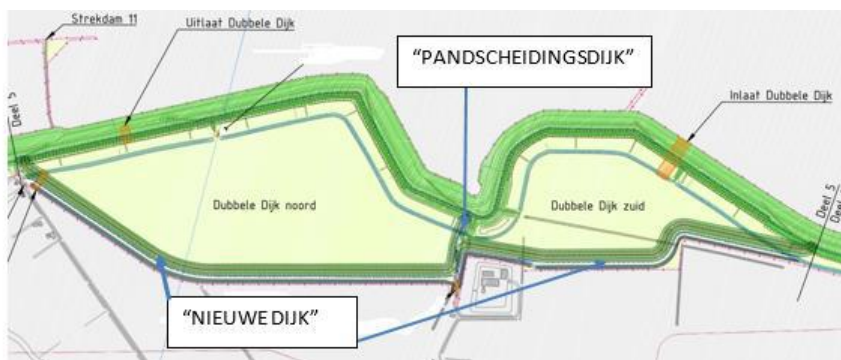 Strekdam 11
Uitlaat Dubbele Dijk
"PANDSCHEIDINGSDIJK"
Inlaat Dubbele Dijk
Deel 5
Dubbele Dijk noord
Dubbele Dijk zuid
Deel 5
"NIEUWE DIJK"